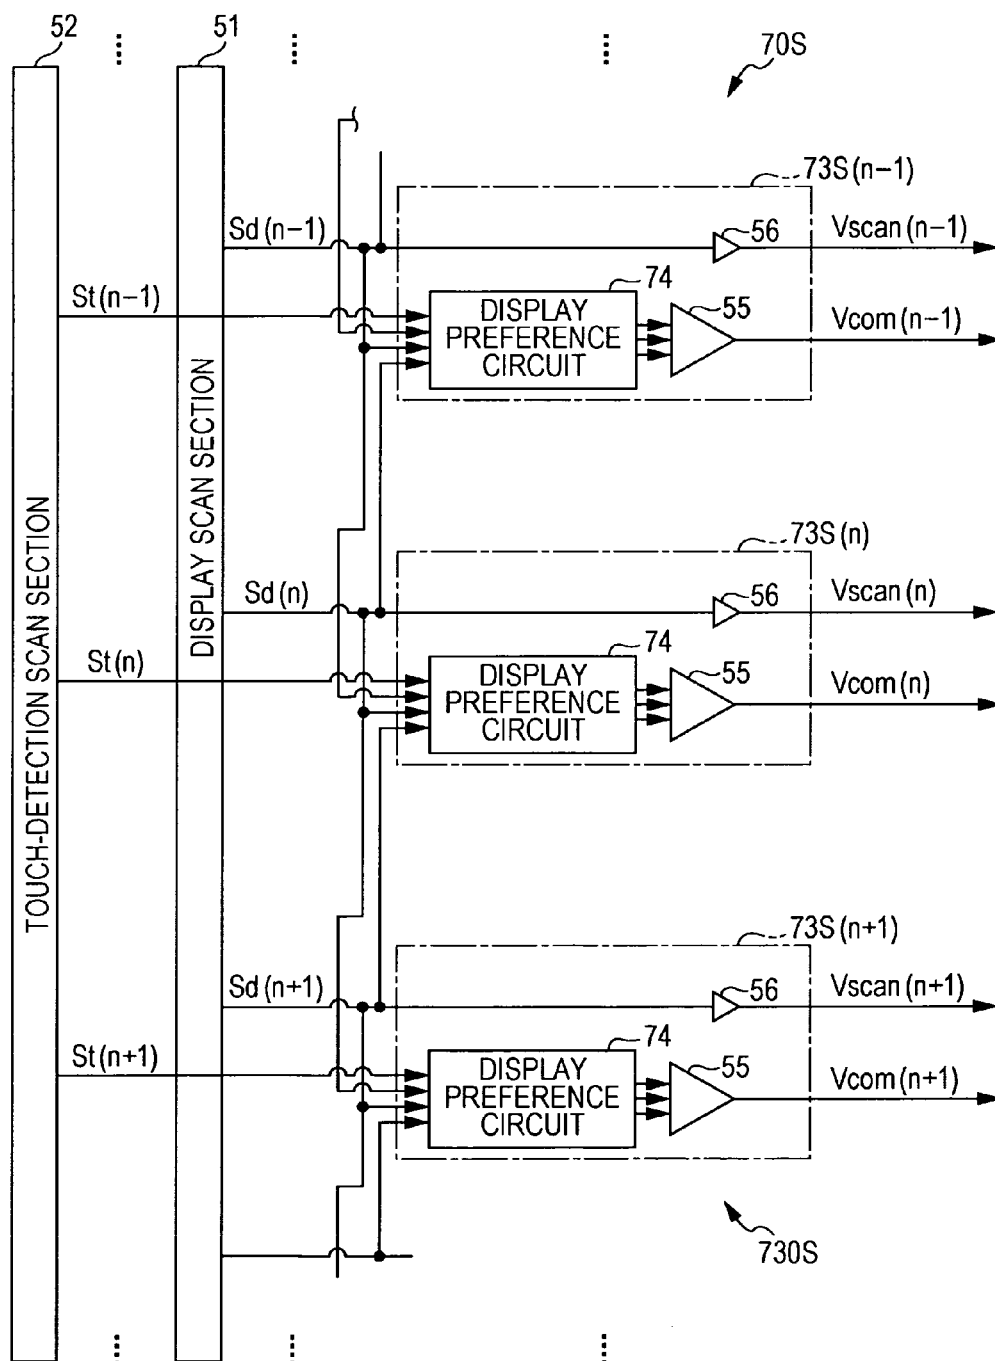 52
51
70S
73S(n−1)
Sd(n−1)
56
Vscan(n−1)
St(n−1)
74
55
DISPLAY
PREFERENCE
CIRCUIT
Vcom(n−1)
TOUCH-DETECTION SCAN SECTION
DISPLAY SCAN SECTION
73S(n)
Sd(n)
56
Vscan(n)
St(n)
74
55
DISPLAY
PREFERENCE
CIRCUIT
Vcom(n)
73S(n+1)
Sd(n+1)
56
Vscan(n+1)
St(n+1)
74
55
DISPLAY
PREFERENCE
CIRCUIT
Vcom(n+1)
730S